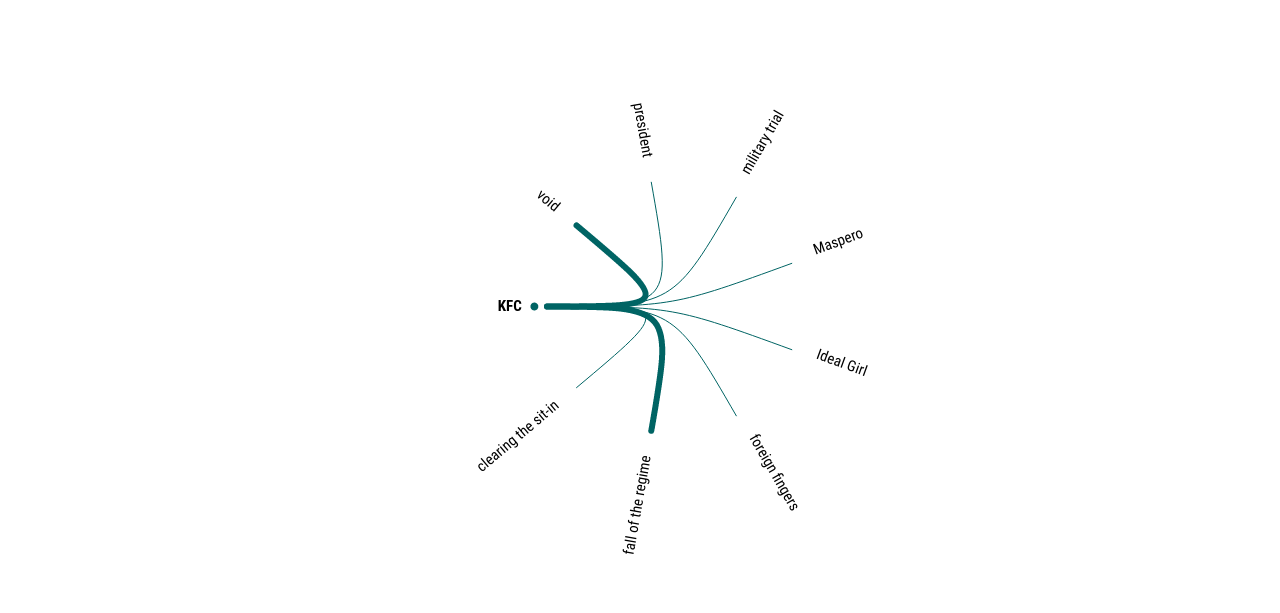 president
military trial
void
Maspero
KFC
Ideal Girl
clearing the sit-in
foreign fingers
fall of the regime